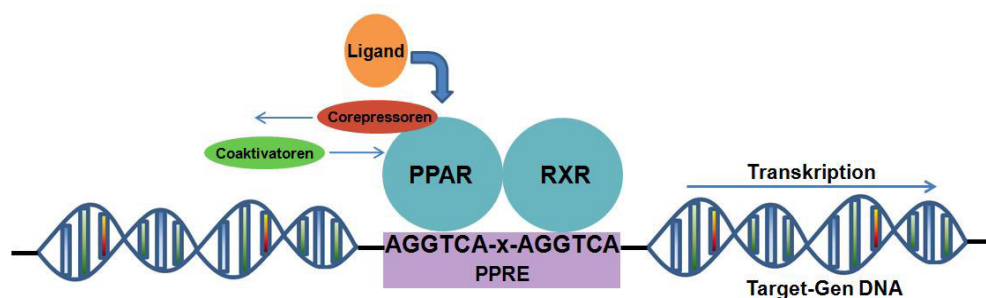 Ligand
Corepressoren
Coaktivatoren
PPAR
RXR
Transkription
AGGTCA-x-AGGTCA
PPRE
Target-Gen DNA